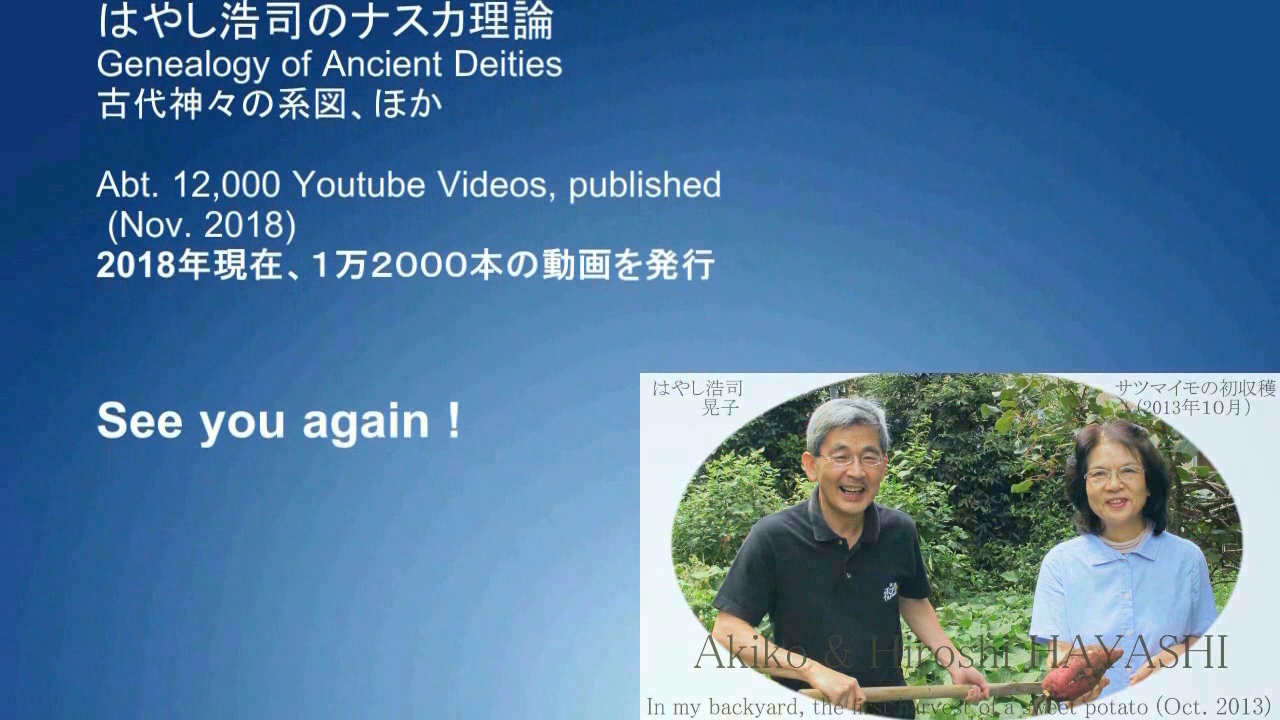 はやし浩司のナスカ理論
Genealogy of Ancient Deities
古代神々の系図、ほか
Abt. 12,000 Youtube Videos, published
(Nov. 2018)
2018年現在、１万２０００本の動画を発行
See you again！
はやし浩司
晃子
サツマイモの初収穫
（2013年１０月）
Akiko & Hiroshi HAYASHI
In my backyard, the first harvest of a sweet potato (Oct. 2013)